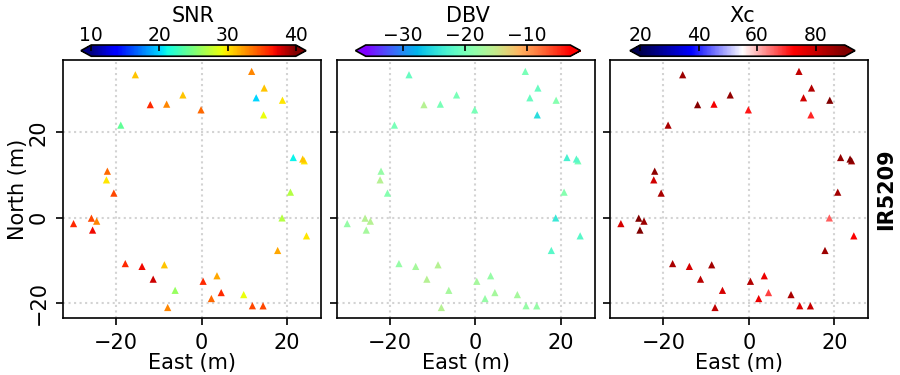 SNR DBV Xc
10 20 30 40 −30 −20 −10 20 40 60 80
North (m)
20
0
−20
IR5209
−20 0 20 −20 0 20 −20 0 20
East (m) East (m) East (m)